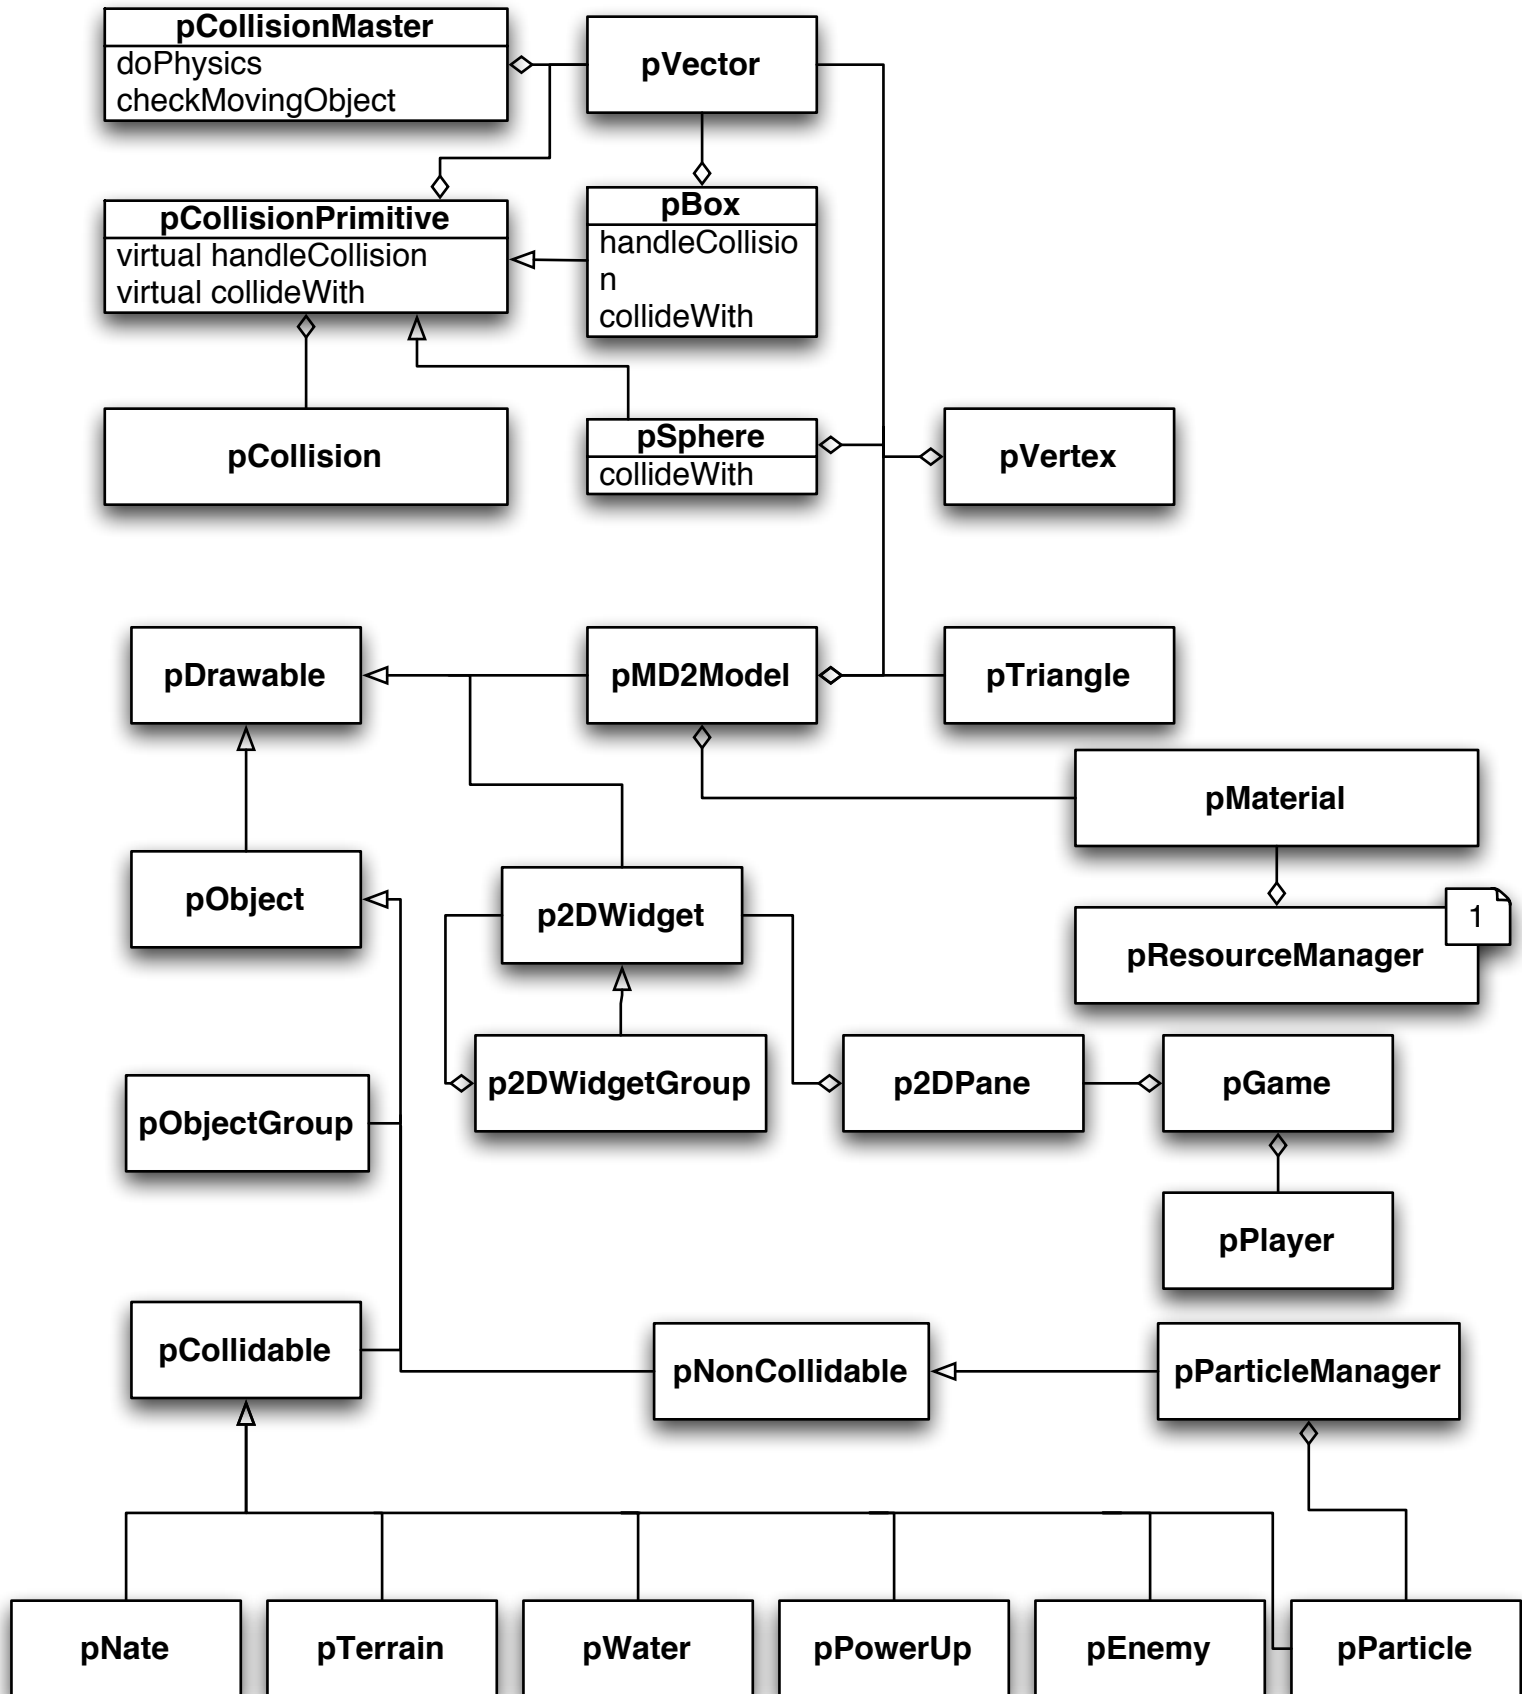 pCollisionMaster
doPhysics
checkMovingObject
pVector
pCollisionPrimitive
virtual handleCollision
virtual collideWith
pBox
handleCollisio
n
collideWith
pCollision
pSphere
collideWith
pVertex
pDrawable
pMD2Model
pTriangle
pMaterial
pObject
p2DWidget
1
pResourceManager
pObjectGroup
p2DWidgetGroup
p2DPane
pGame
pPlayer
pCollidable
pNonCollidable
pParticleManager
pNate
pTerrain
pWater
pPowerUp
pEnemy
pParticle